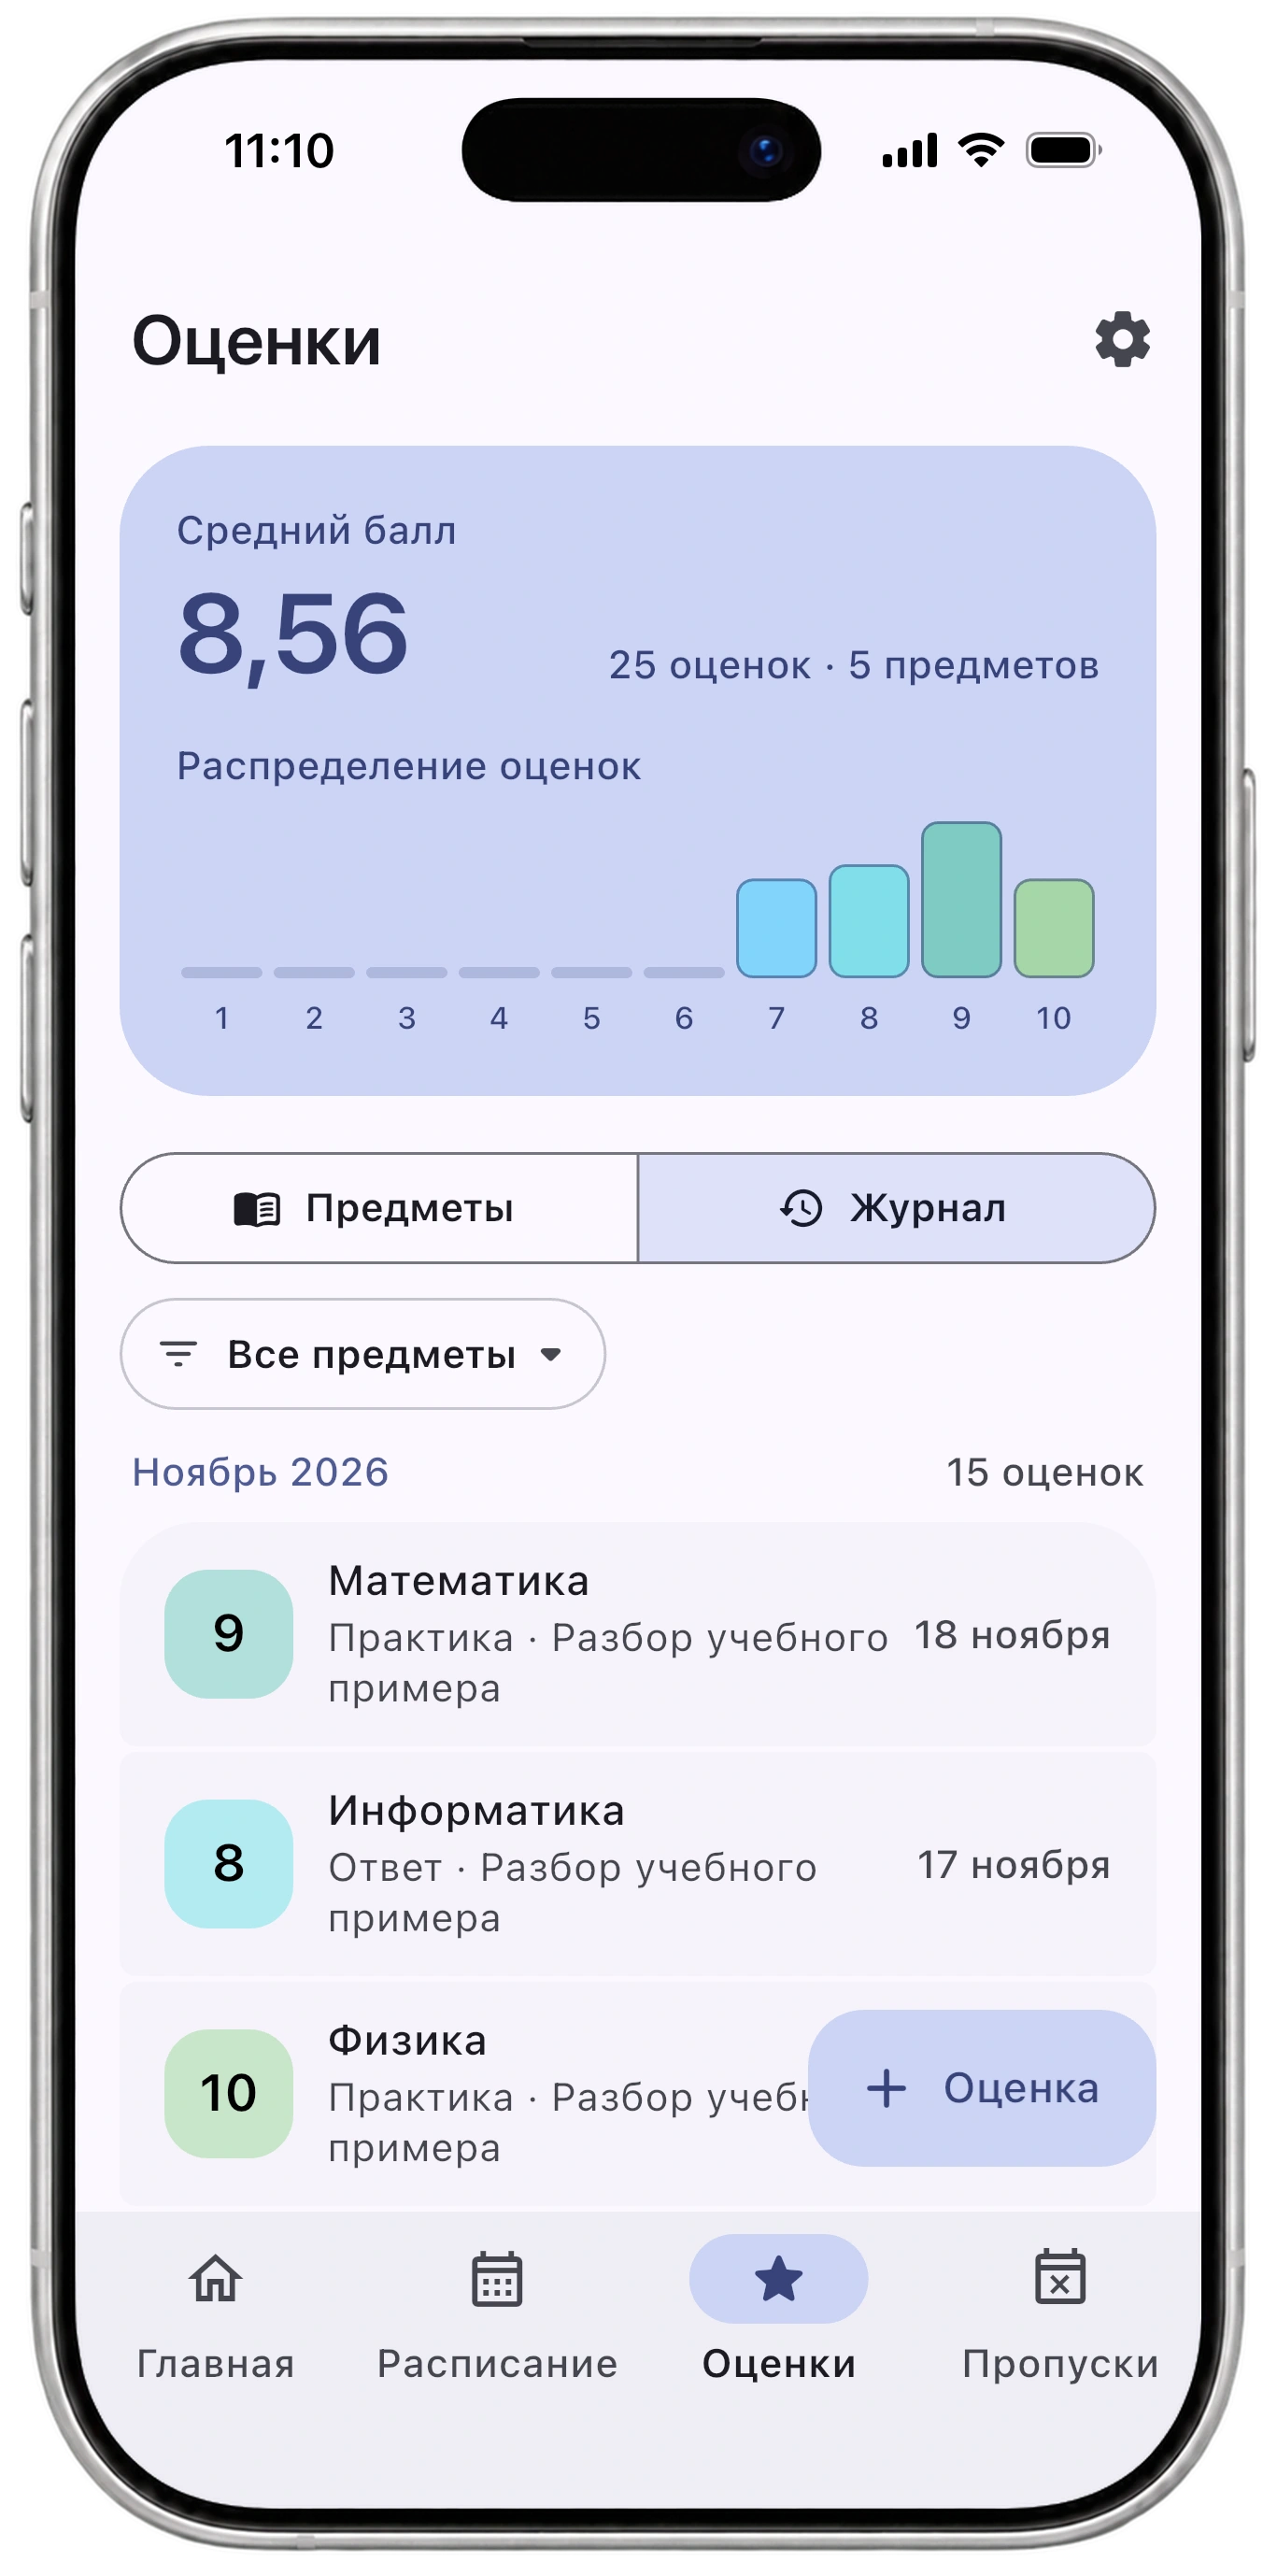 11:10
Оценки
Средний балл
8,56
25 оценок · 5 предметов
Распределение оценок
1 2 3 4 5 6 7 8 9 10
Предметы
Журнал
Все предметы
Ноябрь 2026
15 оценок
9
Математика
Практика · Разбор учебного
примера
18 ноября
8
Информатика
Ответ · Разбор учебного
примера
17 ноября
10
Физика
Практика · Разбор
примера
+ Оценка
Главная
Расписание
Оценки
Пропуски